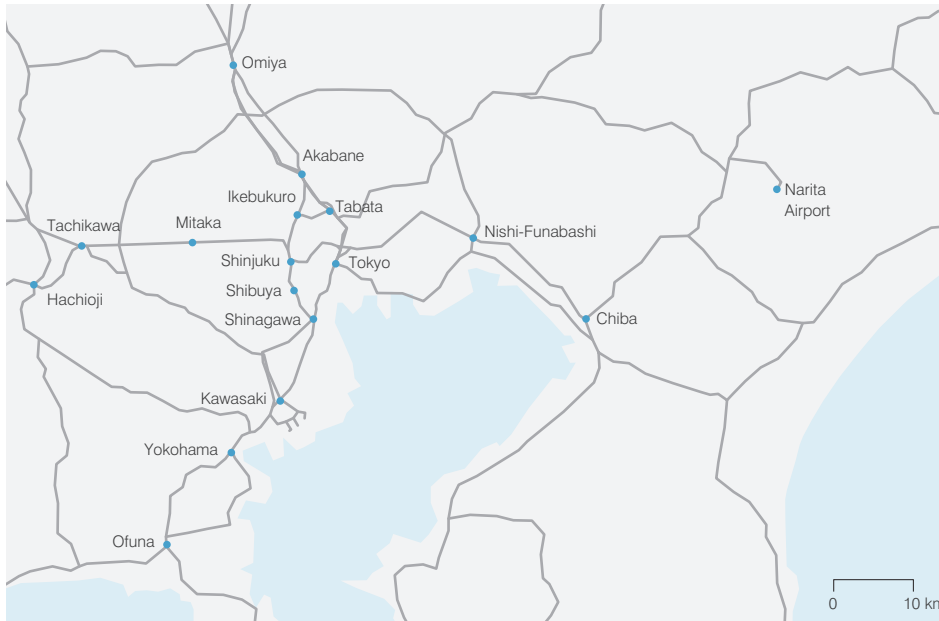 Omiya
Akabane
Ikebukuro
Tabata
Narita
Airport
Tachikawa
Mitaka
Nishi-Funabashi
Shinjuku
Tokyo
Hachioji
Shibuya
Shinagawa
Chiba
Kawasaki
Yokohama
Ofuna
0 10 km